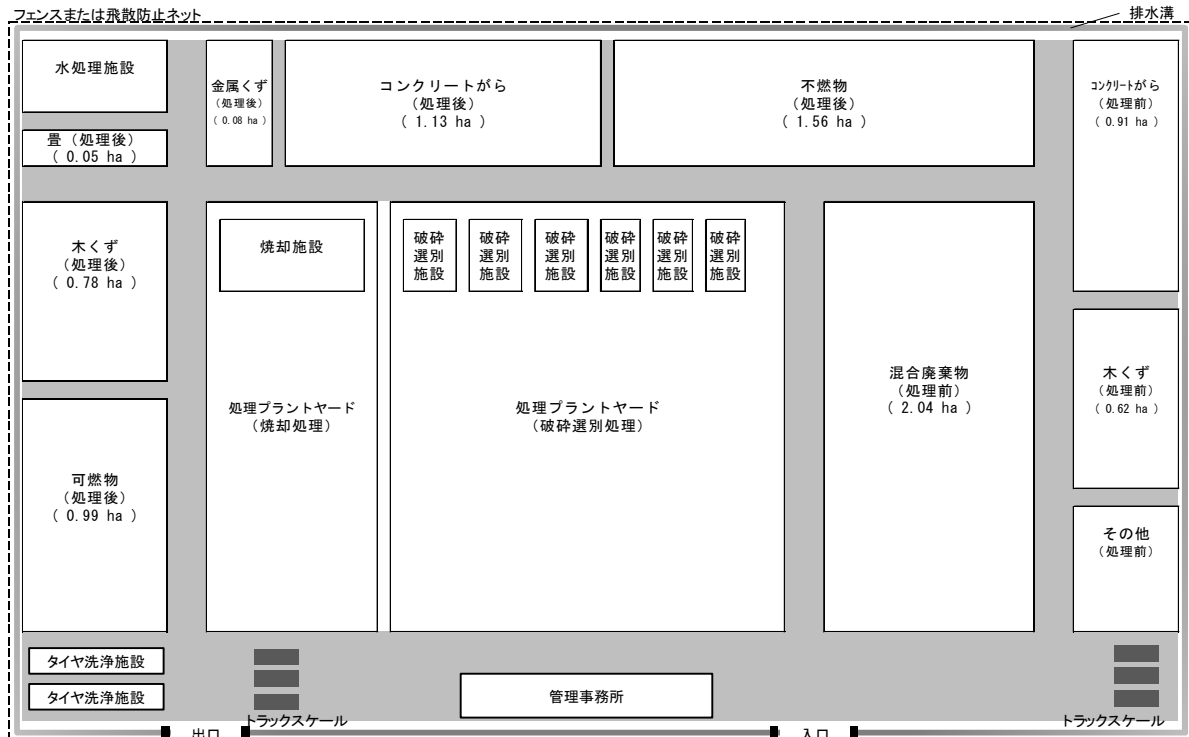 フェンスまたは飛散防止ネット
排水溝
水処理施設
金属くず
(処理後)
( 0.08 ha )
コンクリートがら
(処理後)
( 1.13 ha )
不燃物
(処理後)
( 1.56 ha )
コンクリートがら
(処理前)
( 0.91 ha )
畳 (処理後)
( 0.05 ha )
木くず
(処理後)
( 0.78 ha )
焼却施設
破砕
選別
施設
破砕
選別
施設
破砕
選別
施設
破砕
選別
施設
破砕
選別
施設
破砕
選別
施設
処理プラントヤード
(焼却処理)
処理プラントヤード
(破砕選別処理)
混合廃棄物
(処理前)
( 2.04 ha )
木くず
(処理前)
( 0.62 ha )
可燃物
(処理後)
( 0.99 ha )
その他
(処理前)
タイヤ洗浄施設
タイヤ洗浄施設
管理事務所
トラックスケール
トラックスケール
出口
入口